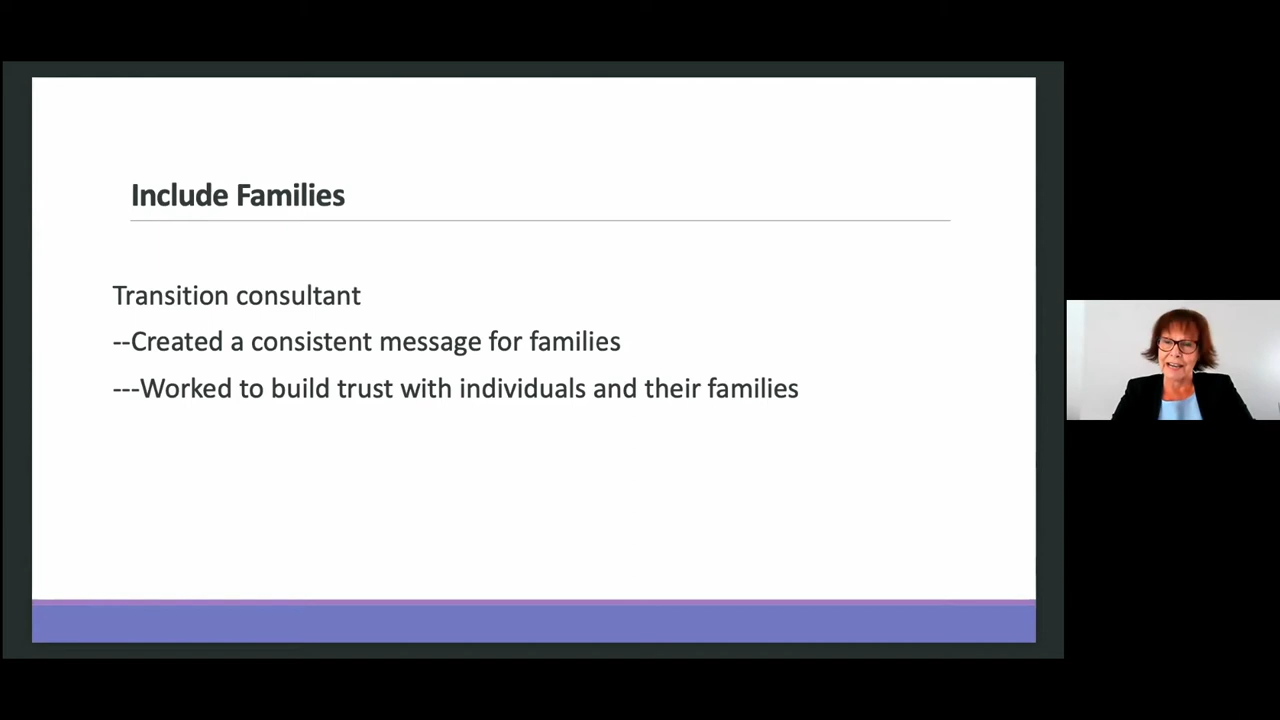 Include Families
Transition consultant
--Created a consistent message for families
---Worked to build trust with individuals and their families